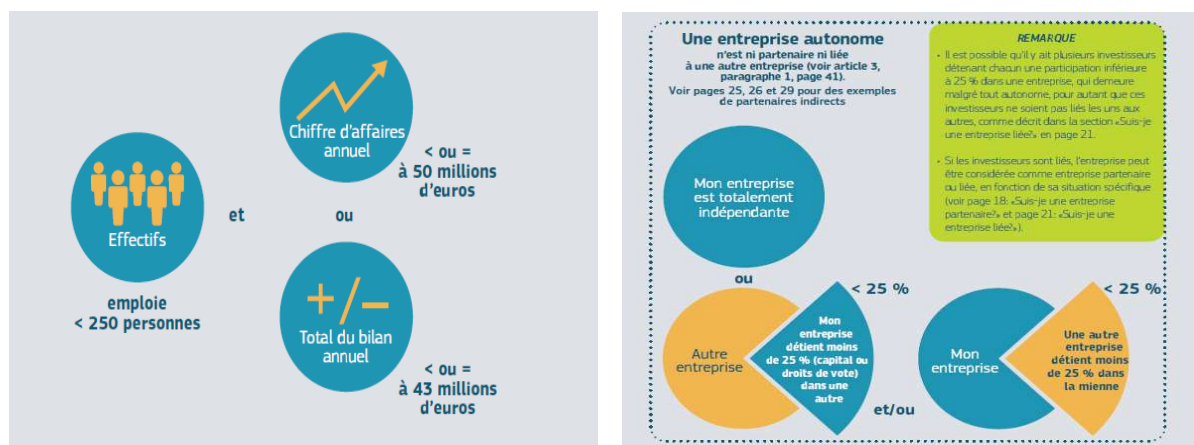 Chiffre d'affaires
annuel
< ou =
à 50 millions
d'euros
Effectifs
et
ou
emploie
< 250 personnes
+/-
Total du bilan
annuel
< ou =
à 43 millions
d'euros
Une entreprise autonome
n'est ni partenaire ni liée
à une autre entreprise (voir article 3,
paragraphe 1, page 41).
Voir pages 25, 26 et 29 pour des exemples
de partenaires indirects
REMARQUE
• Il est possible qu'il y ait plusieurs investisseurs
détenant chacun une participation inférieure
à 25 % dans une entreprise, qui demeure
malgré tout autonome, pour autant que ces
investisseurs ne soient pas liés les uns aux
autres, comme décrit dans la section «Suis-je
une entreprise liée?» en page 21.
• Si les investisseurs sont liés, l'entreprise peut
être considérée comme entreprise partenaire
ou liée, en fonction de sa situation spécifique
(voir page 18: «Suis-je une entreprise
partenaire?» et page 21: «Suis-je une
entreprise liée?»).
Mon entreprise
est totalement
indépendante
ou
< 25 %
Autre
entreprise
Mon
entreprise
détient moins
de 25 % (capital ou
droits de vote)
dans une
autre
et/ou
< 25 %
Mon
entreprise
Une autre
entreprise
détient moins
de 25 % dans
la mienne